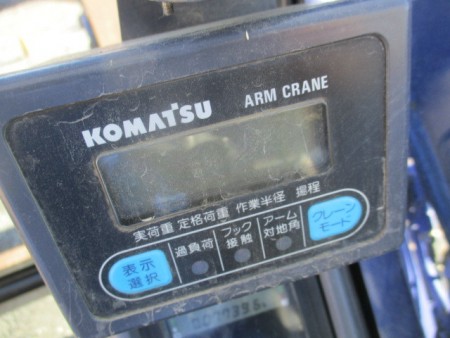 KOMATSU ARM CRANE
実荷重 定格荷重 作業半径 揚程
表示
選択
過負荷
フック
接触
アーム
対地角
クレーン
モード